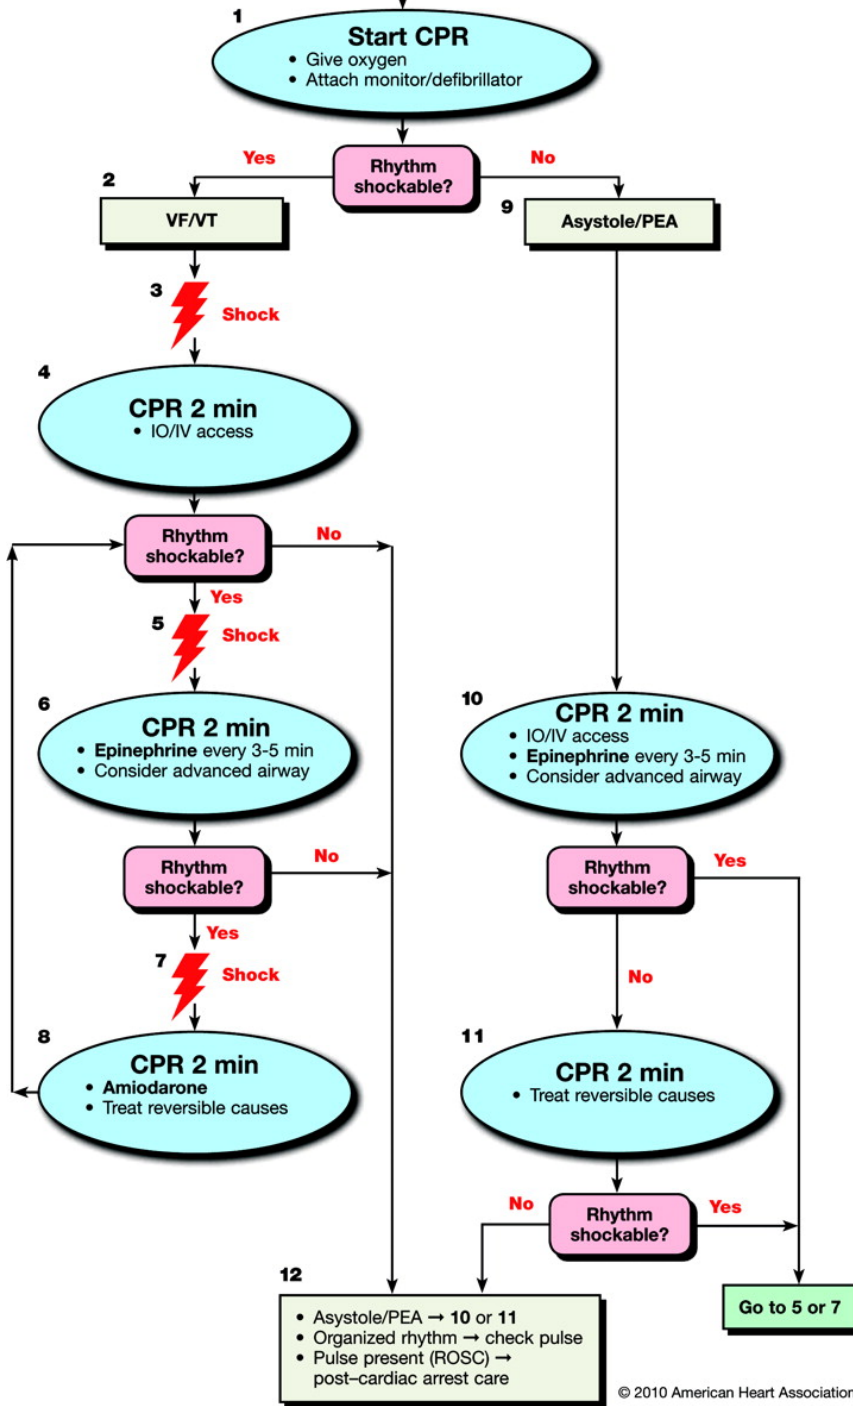 1
Start CPR
• Give oxygen
• Attach monitor/defibrillator
Yes
Rhythm
shockable?
No
2
VF/VT
9
Asystole/PEA
3
Shock
4
CPR 2 min
• IO/IV access
Rhythm
shockable?
No
Yes
5
Shock
6
CPR 2 min
• Epinephrine every 3-5 min
• Consider advanced airway
10
CPR 2 min
• IO/IV access
• Epinephrine every 3-5 min
• Consider advanced airway
Rhythm
shockable?
No
Rhythm
shockable?
Yes
Yes
7
Shock
No
8
CPR 2 min
• Amiodarone
• Treat reversible causes
11
CPR 2 min
• Treat reversible causes
No
Rhythm
shockable?
Yes
12
• Asystole/PEA → 10 or 11
• Organized rhythm → check pulse
• Pulse present (ROSC) →
post–cardiac arrest care
Go to 5 or 7
© 2010 American Heart Association